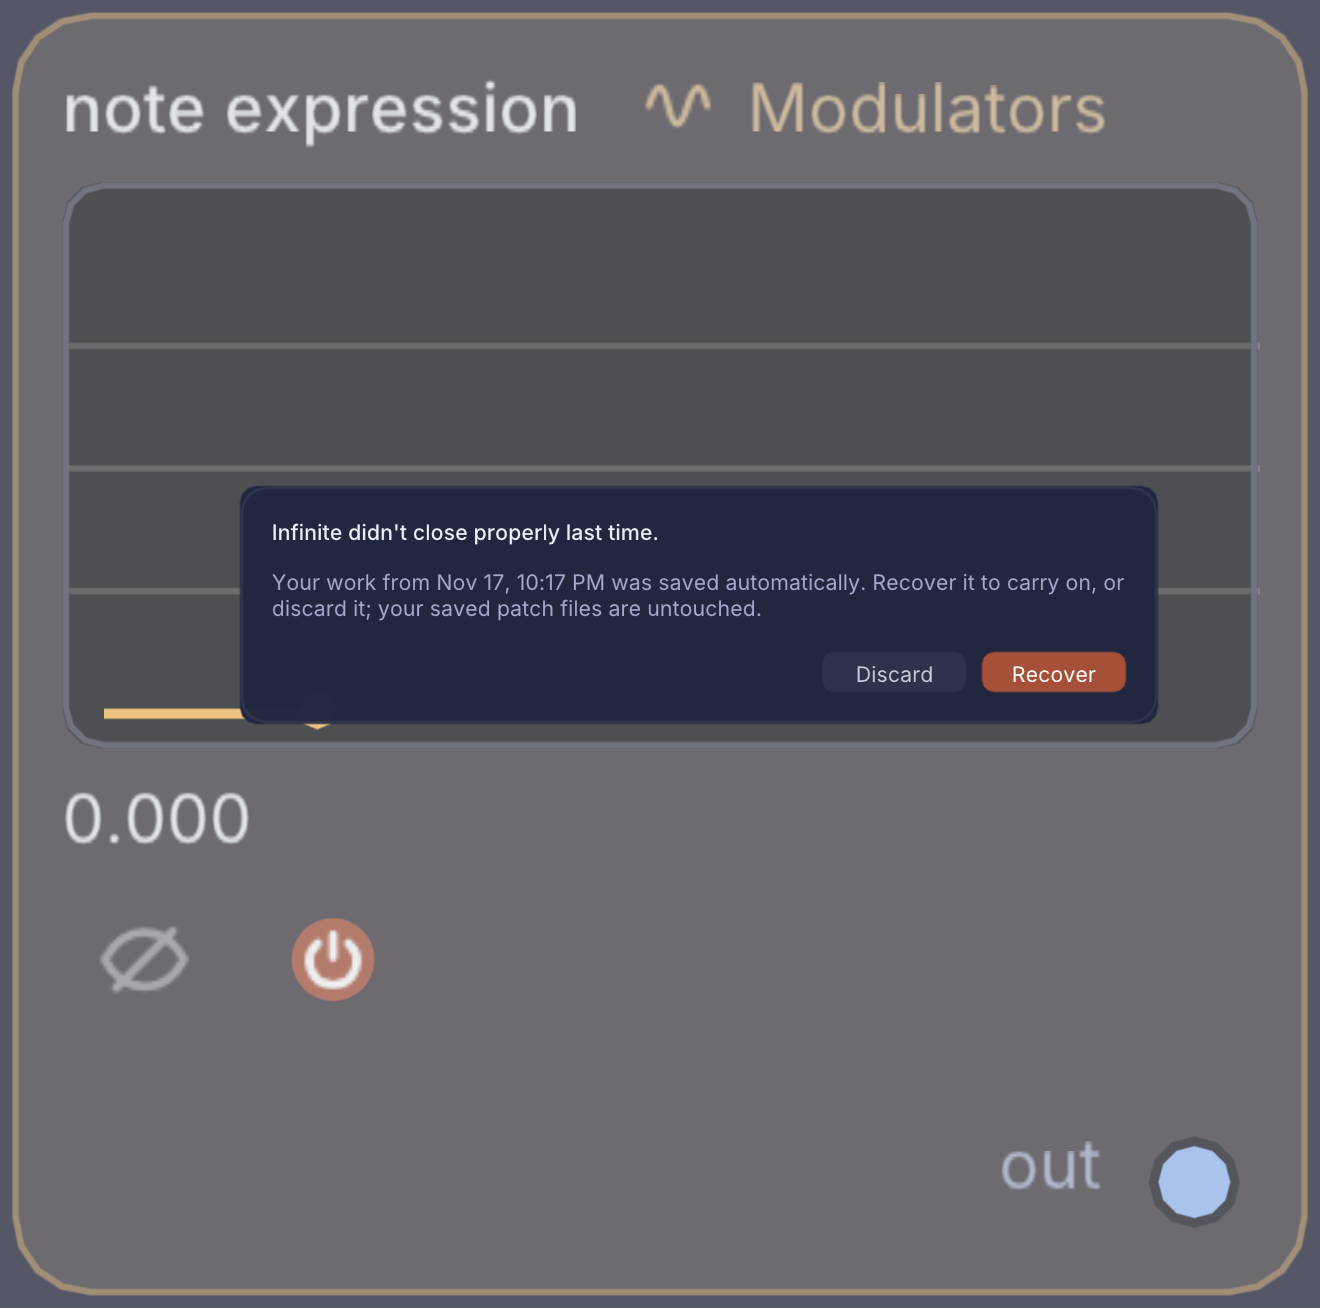 note expression Modulators
Infinite didn't close properly last time.
Your work from Nov 17, 10:17 PM was saved automatically. Recover it to carry on, or
discard it; your saved patch files are untouched.
Discard Recover
0.000
out